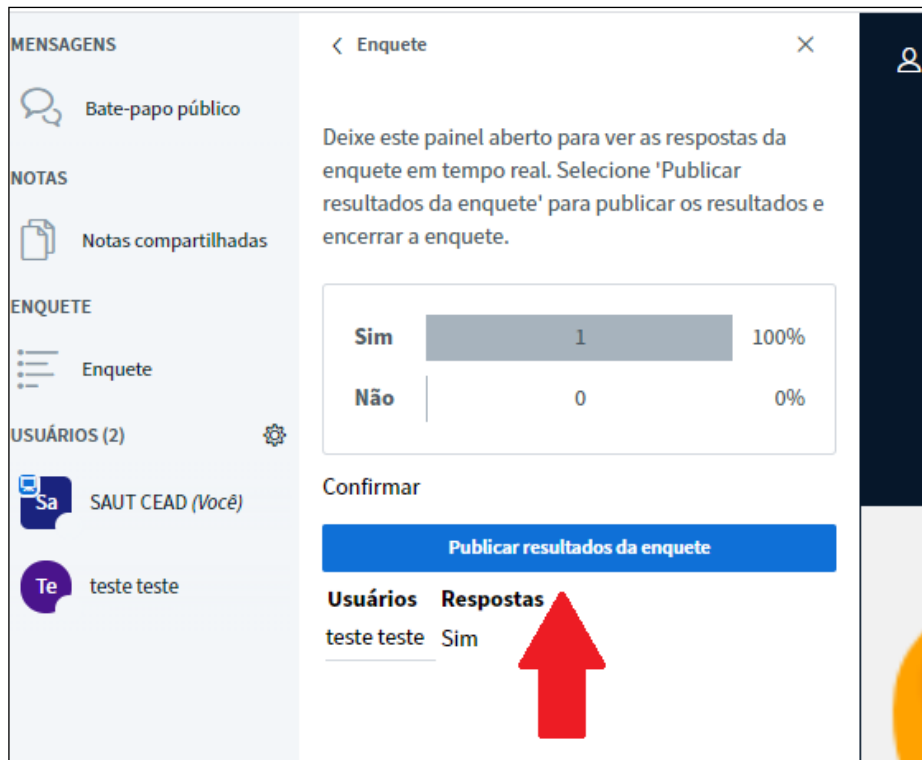 MENSAGENS
Bate-papo público
NOTAS
Notas compartilhadas
ENQUETE
Enquete
USUÁRIOS (2)
Sa
SAUT CEAD (Você)
Te
teste teste
Enquete
Deixe este painel aberto para ver as respostas da
enquete em tempo real. Selecione 'Publicar
resultados da enquete' para publicar os resultados e
encerrar a enquete.
Sim 1 100%
Não 0 0%
Confirmar
Publicar resultados da enquete
Usuários Respostas
teste teste Sim